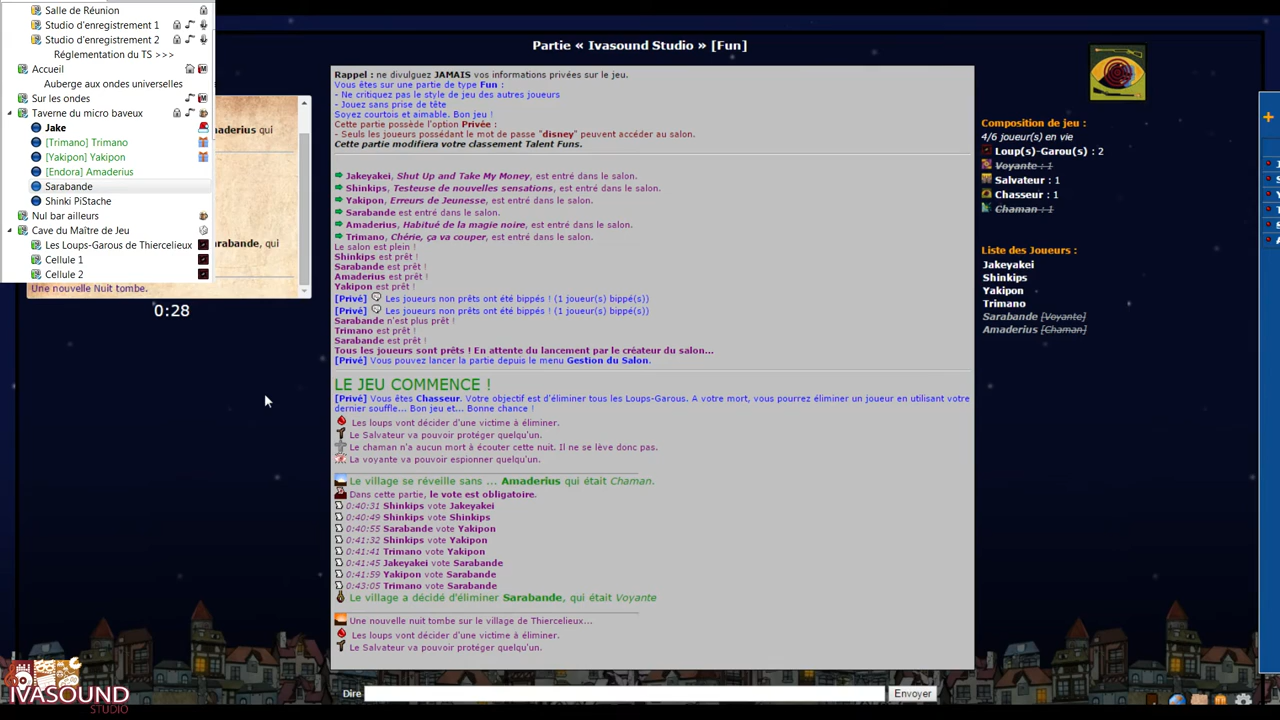 Salle de Réunion
Studio d'enregistrement 1
Studio d'enregistrement 2
Réglementation du TS >>>
Accueil
Auberge aux ondes universelles
Sur les ondes
Taverne du micro baveux
Jake
[Trimano] Trimano
[Yakipon] Yakipon
[Endora] Amaderius
Sarabande
Shinki PiStache
Nul bar ailleurs
Cave du Maître de Jeu
Les Loups-Garous de Thiercelieux
Cellule 1
Cellule 2
naderius qui
arabande, qui
Une nouvelle Nuit tombe.
0:28
Partie « Ivasound Studio » [Fun]
Rappel : ne divulguez JAMAIS vos informations privées sur le jeu.
Vous êtes sur une partie de type Fun :
- Ne critiquez pas le style de jeu des autres joueurs
- Jouez sans prise de tête
Soyez courtois et aimable. Bon jeu !
Cette partie possède l'option Privée :
- Seuls les joueurs possédant le mot de passe "disney" peuvent accéder au salon.
Cette partie modifiera votre classement Talent Funs.
Jakeyakei, Shut Up and Take My Money, est entré dans le salon.
Shinkips, Testeuse de nouvelles sensations, est entré dans le salon.
Yakipon, Erreurs de Jeunesse, est entré dans le salon.
Sarabande est entré dans le salon.
Amaderius, Habitué de la magie noire, est entré dans le salon.
Trimano, Chérie, ça va couper, est entré dans le salon.
Le salon est plein !
Shinkips est prêt !
Sarabande est prêt !
Amaderius est prêt !
Yakipon est prêt !
[Privé] Les joueurs non prêts ont été bippés ! (1 joueur(s) bippé(s))
[Privé] Les joueurs non prêts ont été bippés ! (1 joueur(s) bippé(s))
Sarabande n'est plus prêt !
Trimano est prêt !
Sarabande est prêt !
Tous les joueurs sont prêts ! En attente du lancement par le créateur du salon...
[Privé] Vous pouvez lancer la partie depuis le menu Gestion du Salon.
LE JEU COMMENCE !
[Privé] Vous êtes Chasseur. Votre objectif est d'éliminer tous les Loups-Garous. A votre mort, vous pourrez éliminer un joueur en utilisant votre
dernier souffle... Bon jeu et... Bonne chance !
Les loups vont décider d'une victime à éliminer.
Le Salvateur va pouvoir protéger quelqu'un.
Le chaman n'a aucun mort à écouter cette nuit. Il ne se lève donc pas.
La voyante va pouvoir espionner quelqu'un.
Le village se réveille sans ... Amaderius qui était Chaman.
Dans cette partie, le vote est obligatoire.
0:40:31 Shinkips vote Jakeyakei
0:40:49 Shinkips vote Shinkips
0:40:55 Sarabande vote Yakipon
0:41:32 Shinkips vote Yakipon
0:41:41 Trimano vote Yakipon
0:41:45 Jakeyakei vote Sarabande
0:41:59 Yakipon vote Sarabande
0:43:05 Trimano vote Sarabande
Le village a décidé d'éliminer Sarabande, qui était Voyante
Une nouvelle nuit tombe sur le village de Thiercelieux...
Les loups vont décider d'une victime à éliminer.
Le Salvateur va pouvoir protéger quelqu'un.
Dire
Envoyer
Composition de jeu :
4/6 joueur(s) en vie
Loup(s)-Garou(s) : 2
Voyante : 1
Salvateur : 1
Chasseur : 1
Chaman : 1
Liste des Joueurs :
Jakeyakei
Shinkips
Yakipon
Trimano
Sarabande [Voyante]
Amaderius [Chaman]
IVASOUND
STUDIO